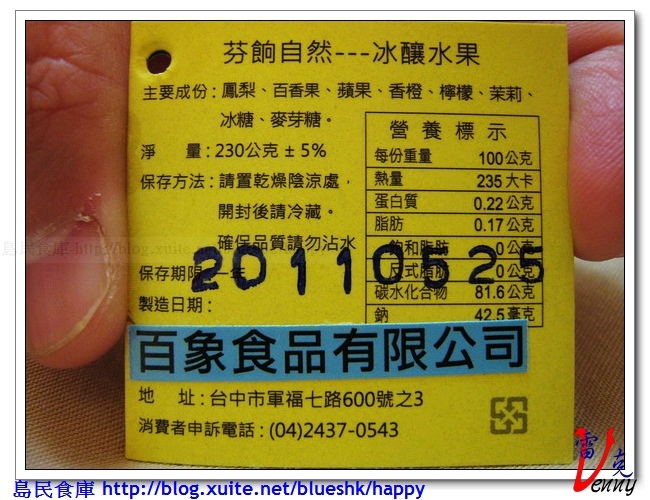 芬餉自然---冰釀水果
主要成份：鳳梨、百香果、蘋果、香橙、檸檬、茉莉、
冰糖、麥芽糖。
淨　量：230公克 ± 5%
保存方法：請置乾燥陰涼處，
開封後請冷藏。
確保品質請勿沾水
保存期限 一年
製造日期：
20110525
營養標示
每份重量 100公克
熱量 235大卡
蛋白質 0.22公克
脂肪 0.17公克
飽和脂肪 0公克
反式脂肪 0公克
碳水化合物 81.6公克
鈉 42.5毫克
百象食品有限公司
地　址：台中市軍福七路600號之3
消費者申訴電話：(04)2437-0543
島民食庫 http://blog.xuite.net/blueshk/happy
雷克
Venny